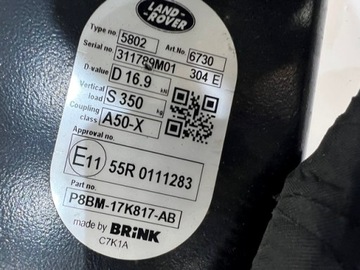 LAND-
ROVER
Type no 5802 Art.No. 6730
Serial no. 311789M01 304 E
D-value D 16.9 kN
Vertical load S 350 kg
Coupling class A50-X
Approval no.
E11 55R 0111283
Part no.
P8BM-17K817-AB
made by BRINK
C7K1A